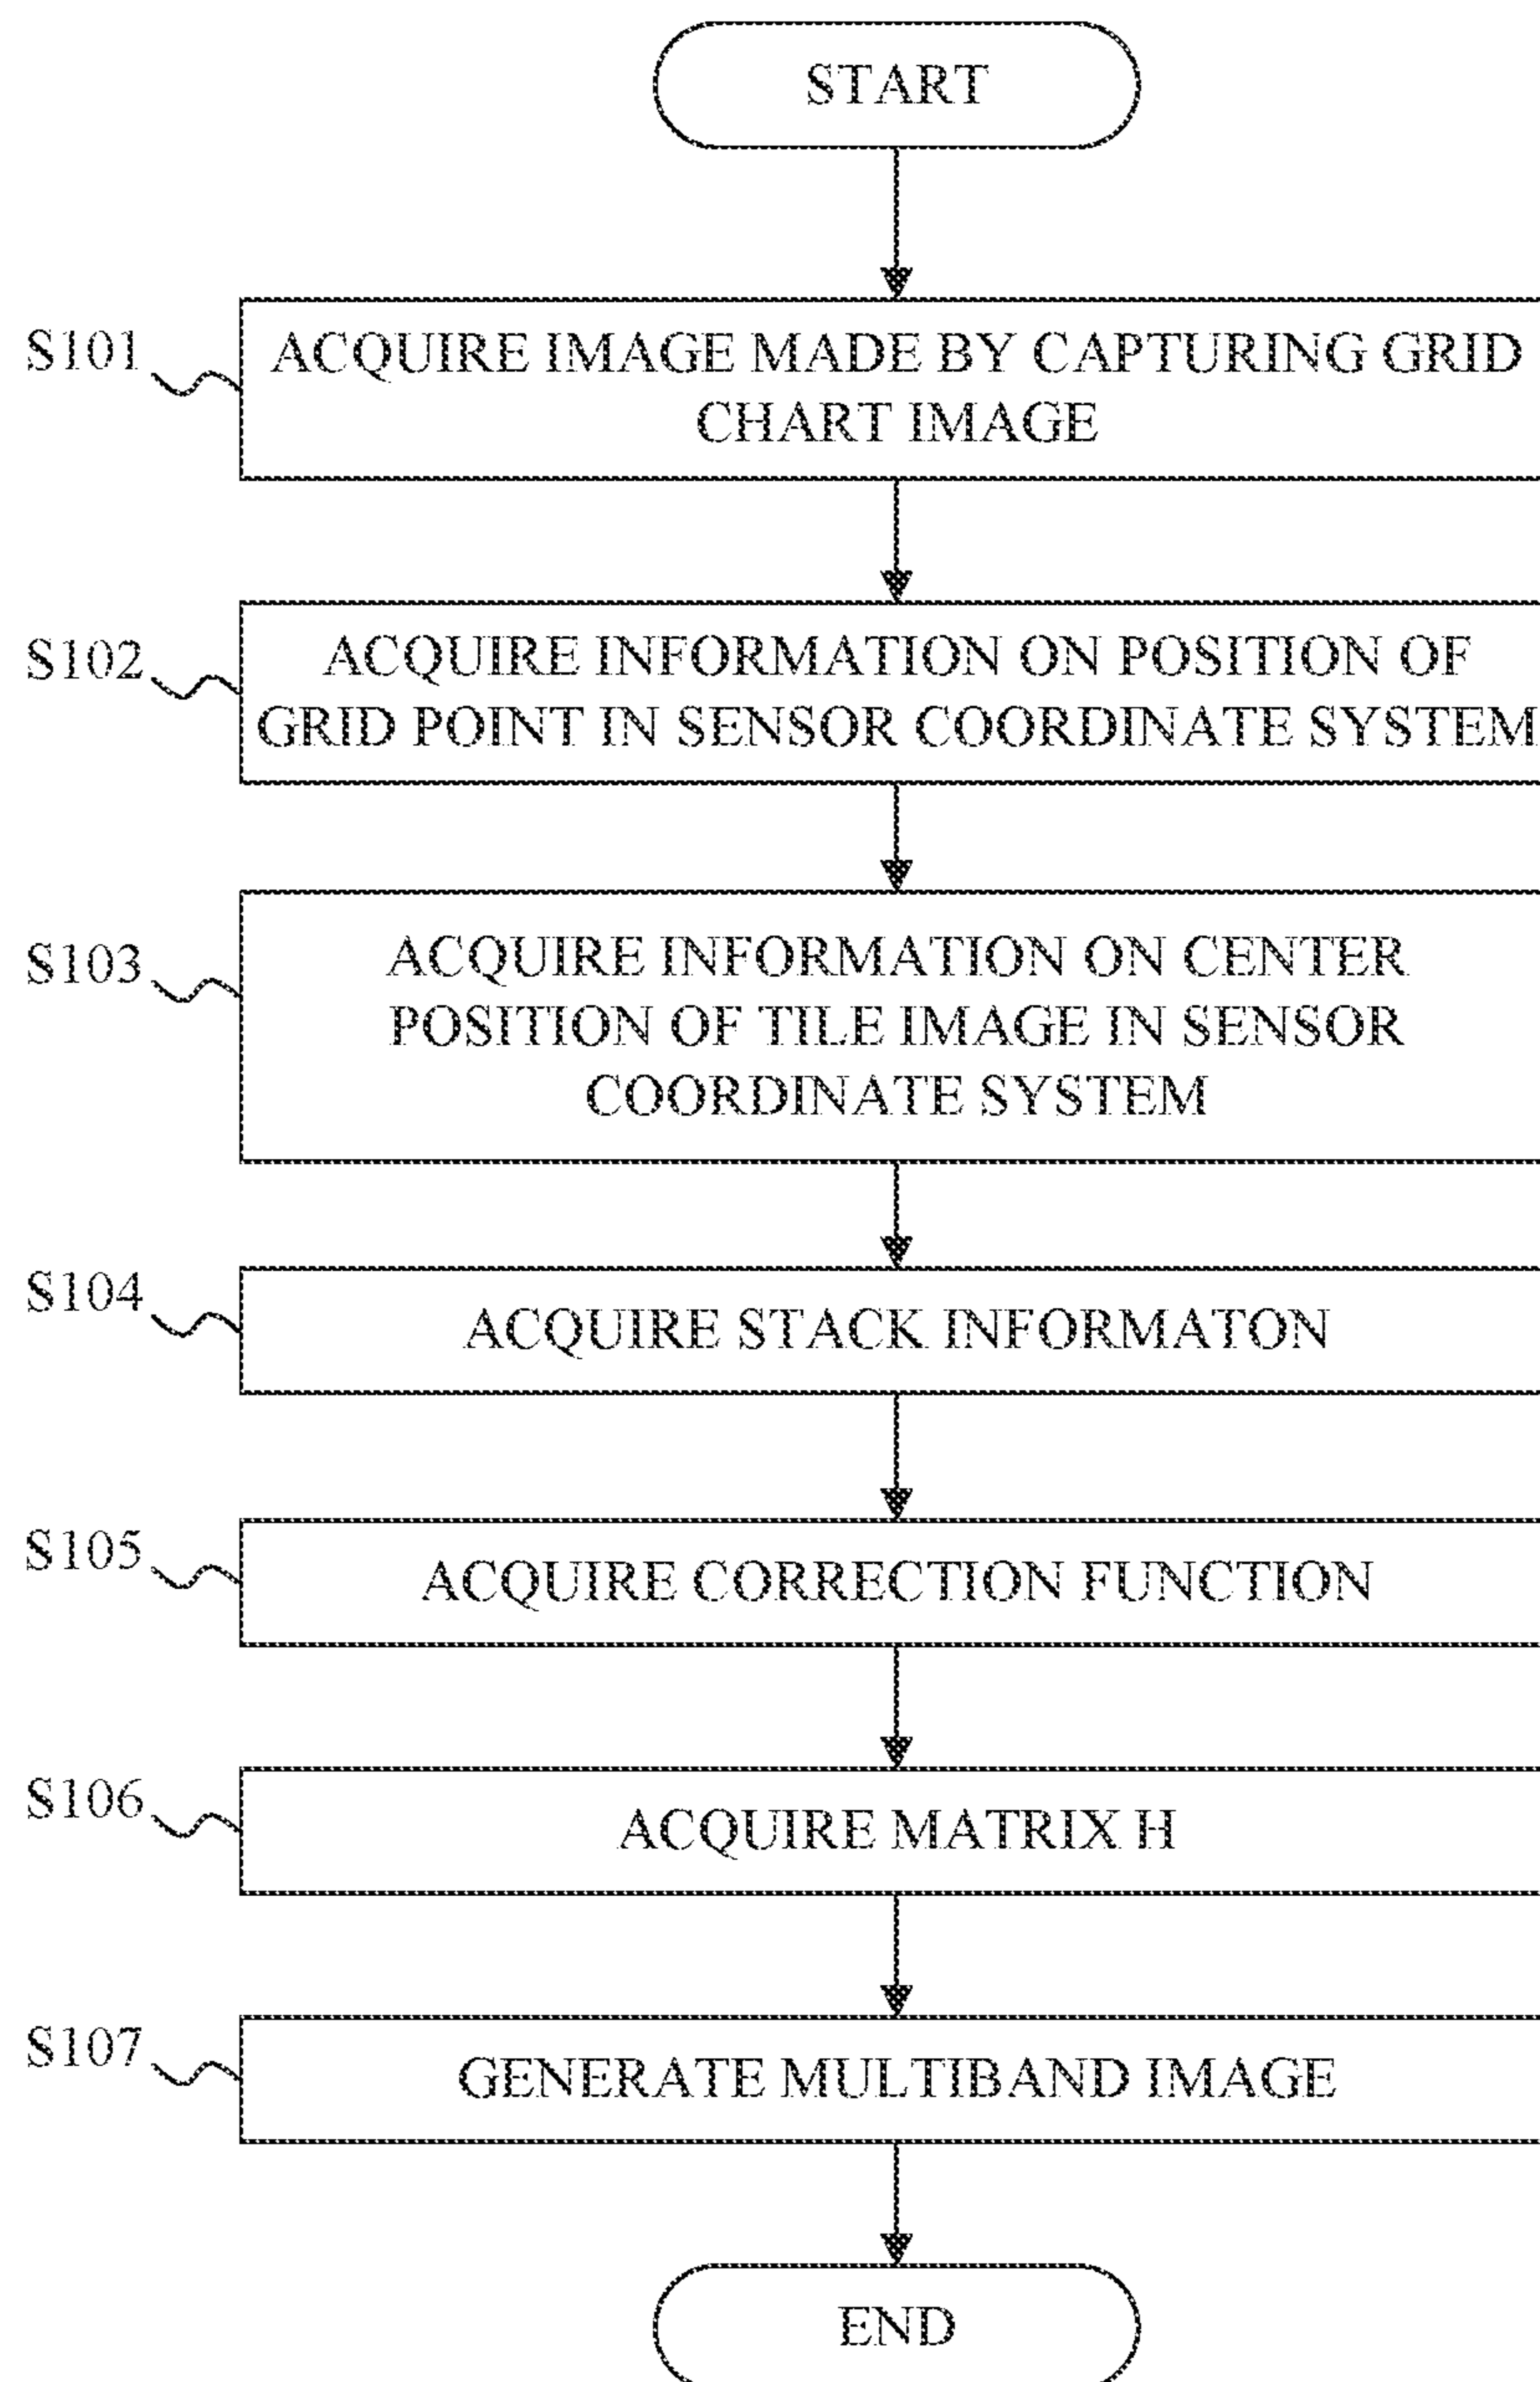 START
S101
ACQUIRE IMAGE MADE BY CAPTURING GRID
CHART IMAGE
S102
ACQUIRE INFORMATION ON POSITION OF
GRID POINT IN SENSOR COORDINATE SYSTEM
S103
ACQUIRE INFORMATION ON CENTER
POSITION OF TILE IMAGE IN SENSOR
COORDINATE SYSTEM
S104
ACQUIRE STACK INFORMATON
S105
ACQUIRE CORRECTION FUNCTION
S106
ACQUIRE MATRIX H
S107
GENERATE MULTIBAND IMAGE
END